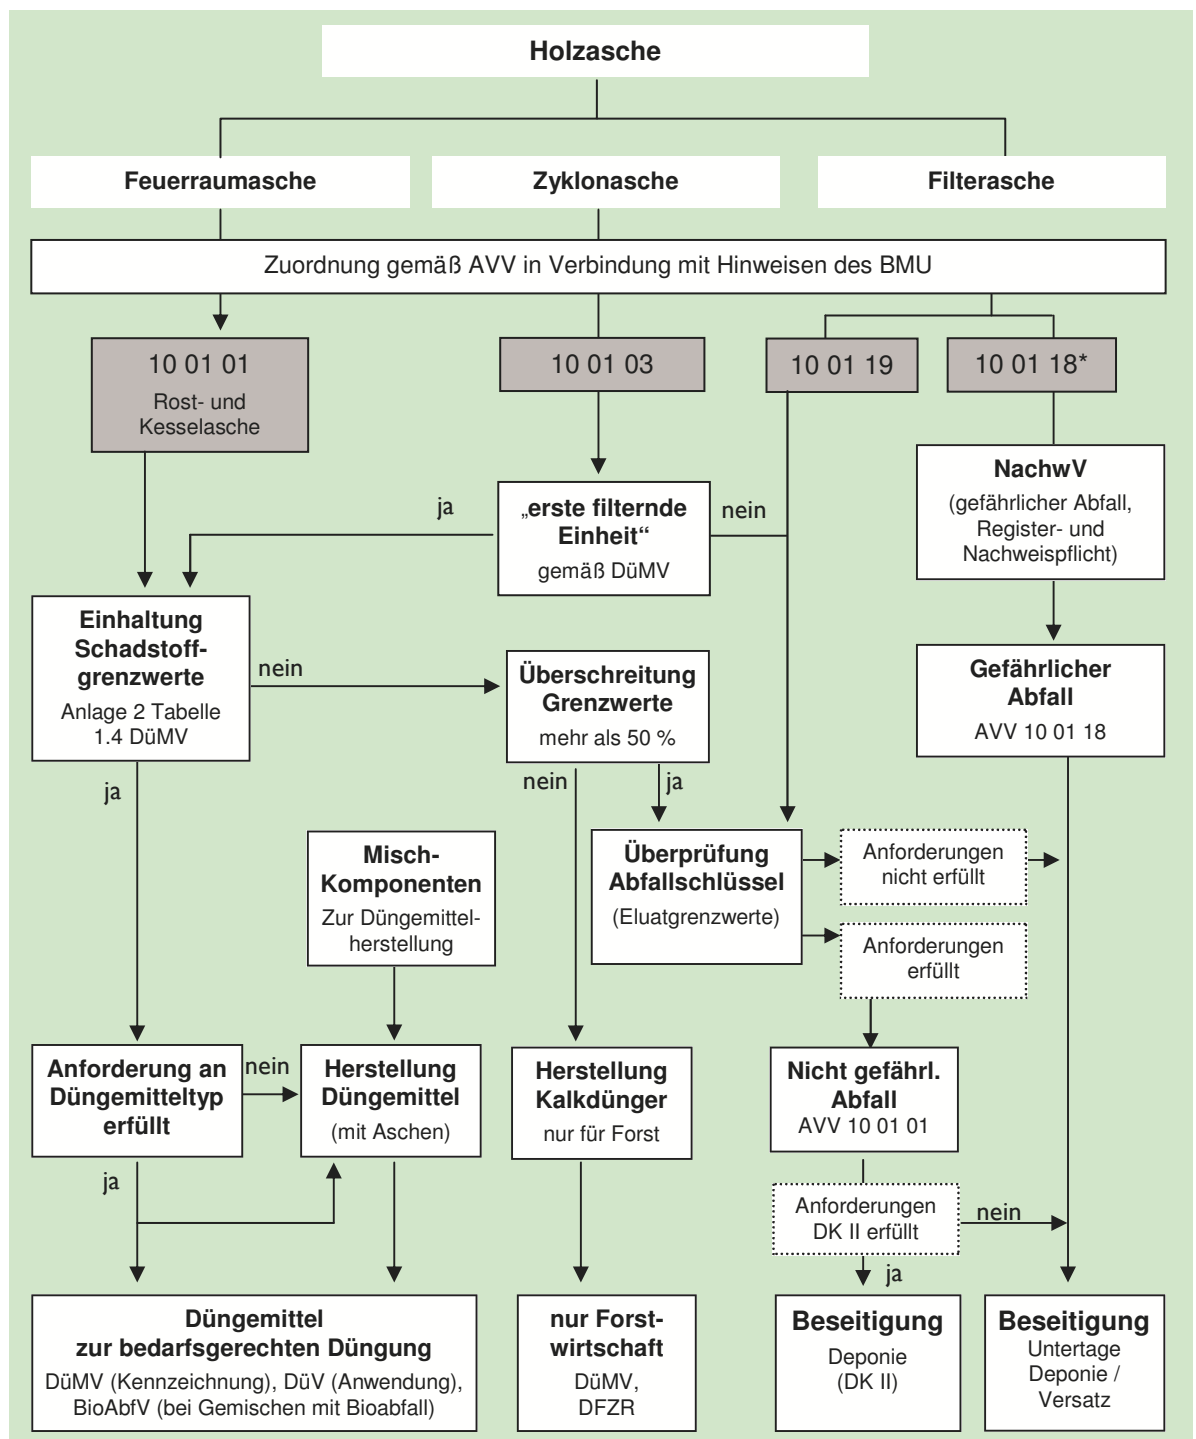 Holzasche
Feuerraumasche
Zyklonasche
Filterasche
Zuordnung gemäß AVV in Verbindung mit Hinweisen des BMU
10 01 01
Rost- und
Kesselasche
10 01 03
10 01 19
10 01 18*
NachwV
(gefährlicher Abfall,
Register- und
Nachweispflicht)
ja
„erste filternde
Einheit“
gemäß DüMV
nein
Einhaltung
Schadstoff-
grenzwerte
Anlage 2 Tabelle
1.4 DüMV
nein
Überschreitung
Grenzwerte
mehr als 50 %
Gefährlicher
Abfall
AVV 10 01 18
ja
nein
ja
Misch-
Komponenten
Zur Düngemittel-
herstellung
Überprüfung
Abfallschlüssel
(Eluatgrenzwerte)
Anforderungen
nicht erfüllt
Anforderungen
erfüllt
Anforderung an
Düngemitteltyp
erfüllt
nein
Herstellung
Düngemittel
(mit Aschen)
Herstellung
Kalkdünger
nur für Forst
Nicht gefährl.
Abfall
AVV 10 01 01
ja
Anforderungen
DK II erfüllt
nein
ja
Düngemittel
zur bedarfsgerechten Düngung
DüMV (Kennzeichnung), DüV (Anwendung),
BioAbfV (bei Gemischen mit Bioabfall)
nur Forst-
wirtschaft
DüMV,
DFZR
Beseitigung
Deponie
(DK II)
Beseitigung
Untertage
Deponie /
Versatz